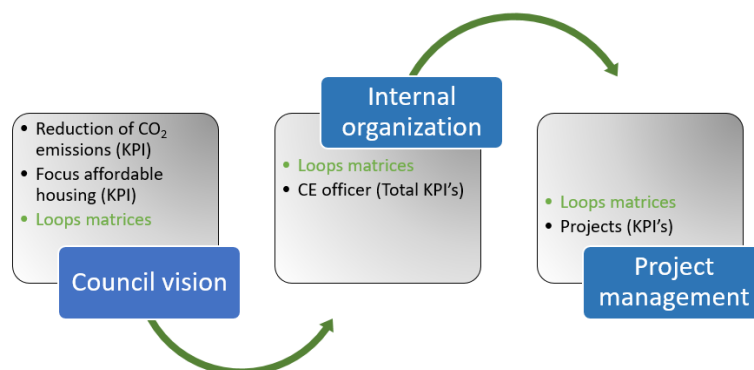 • Reduction of CO₂
emissions (KPI)
• Focus affordable
housing (KPI)
• Loops matrices
Council vision
Internal
organization
• Loops matrices
• CE officer (Total KPI's)
• Loops matrices
• Projects (KPI's)
Project
management